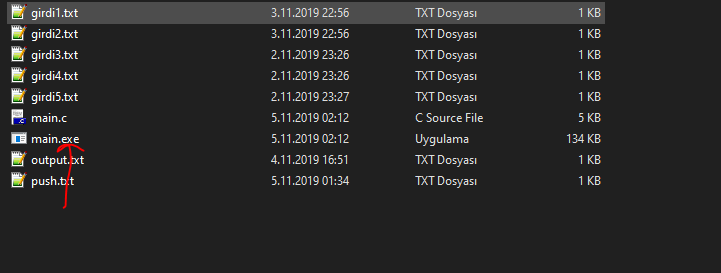 girdi1.txt 3.11.2019 22:56 TXT Dosyası 1 KB
girdi2.txt 3.11.2019 22:56 TXT Dosyası 1 KB
girdi3.txt 2.11.2019 23:26 TXT Dosyası 1 KB
girdi4.txt 2.11.2019 23:26 TXT Dosyası 1 KB
girdi5.txt 2.11.2019 23:27 TXT Dosyası 1 KB
main.c 5.11.2019 02:12 C Source File 5 KB
main.exe 5.11.2019 02:12 Uygulama 134 KB
output.txt 4.11.2019 16:51 TXT Dosyası 1 KB
push.txt 5.11.2019 01:34 TXT Dosyası 1 KB